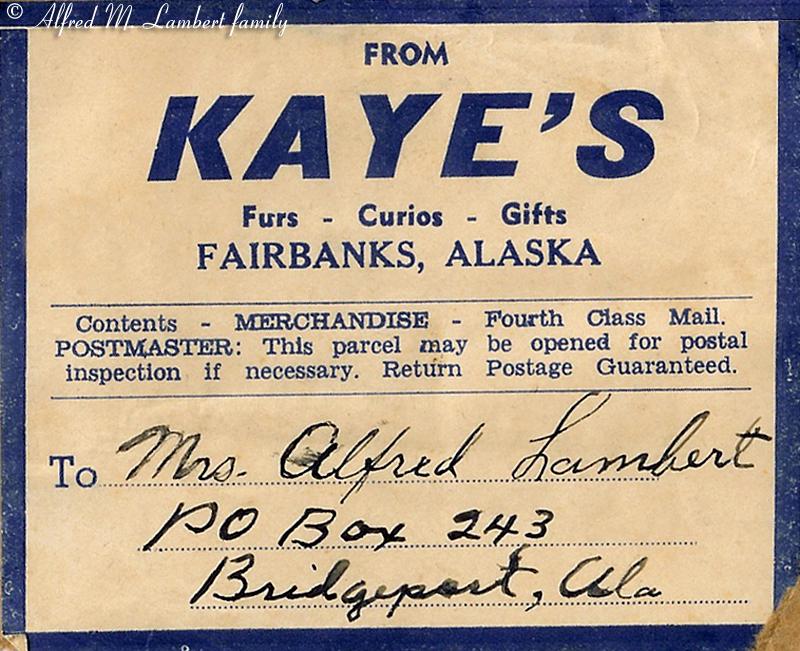 © Alfred M. Lambert family
FROM
KAYE'S
Furs - Curios - Gifts
FAIRBANKS, ALASKA
Contents - MERCHANDISE - Fourth Class Mail.
POSTMASTER: This parcel may be opened for postal
inspection if necessary. Return Postage Guaranteed.
To Mrs. Alfred Lambert
PO Box 243
Bridgeport, Ala